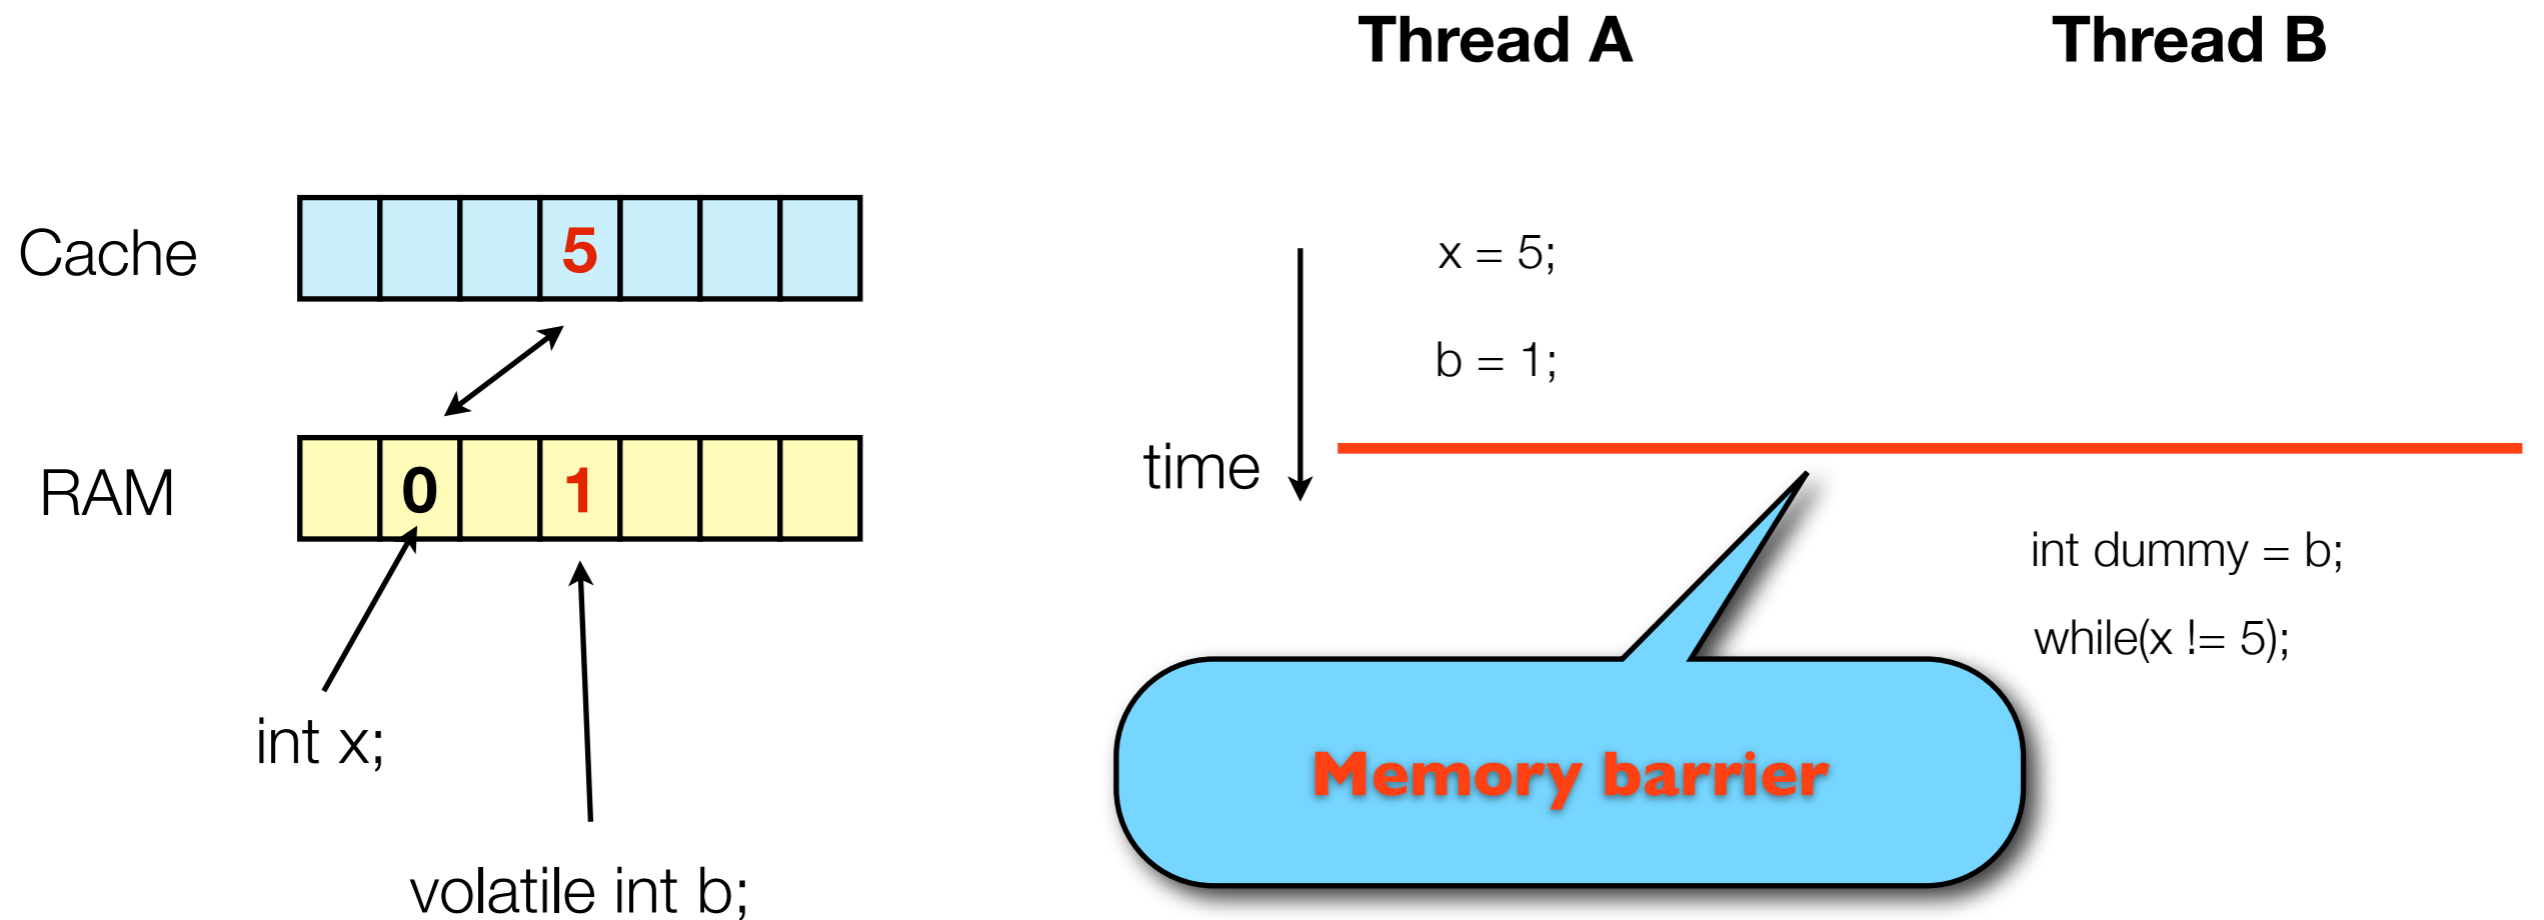 Thread A
Thread B
Cache
5
x = 5;
b = 1;
RAM
0
1
time
int dummy = b;
while(x != 5);
int x;
Memory barrier
volatile int b;